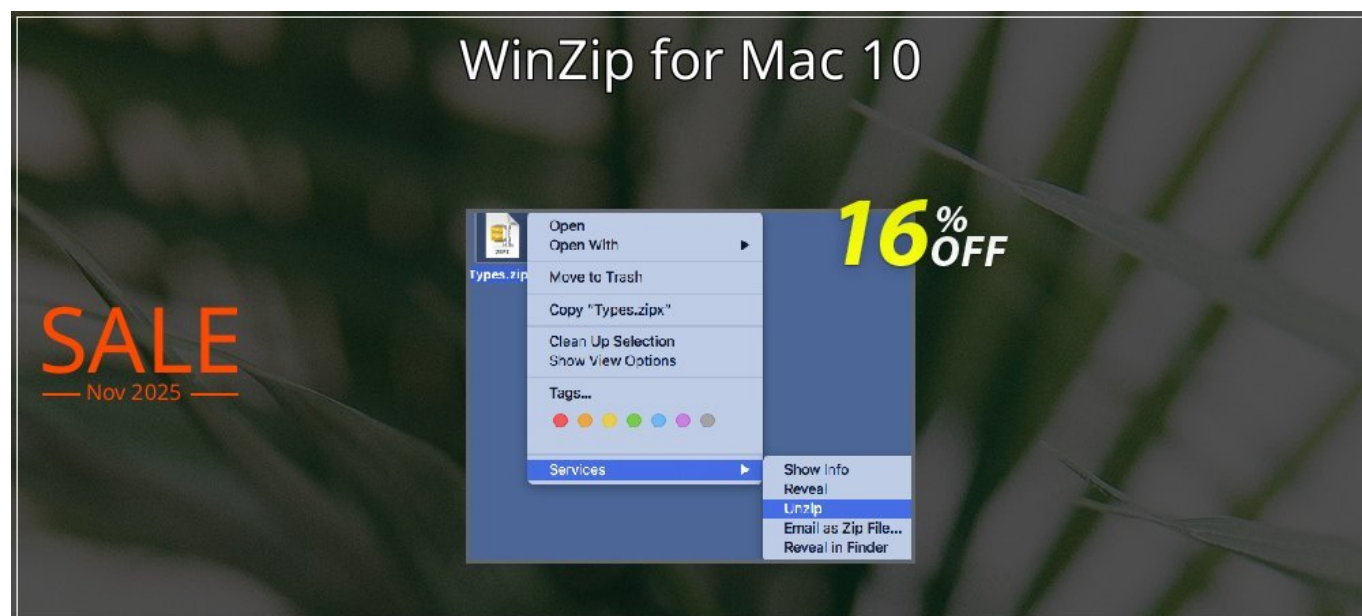 WinZip for Mac 10
16% OFF
SALE
Nov 2025
Types.zip
Open
Open With
Move to Trash
Copy "Types.zipx"
Clean Up Selection
Show View Options
Tags...
Services
Show Info
Reveal
Unzip
Email as Zip File...
Reveal in Finder